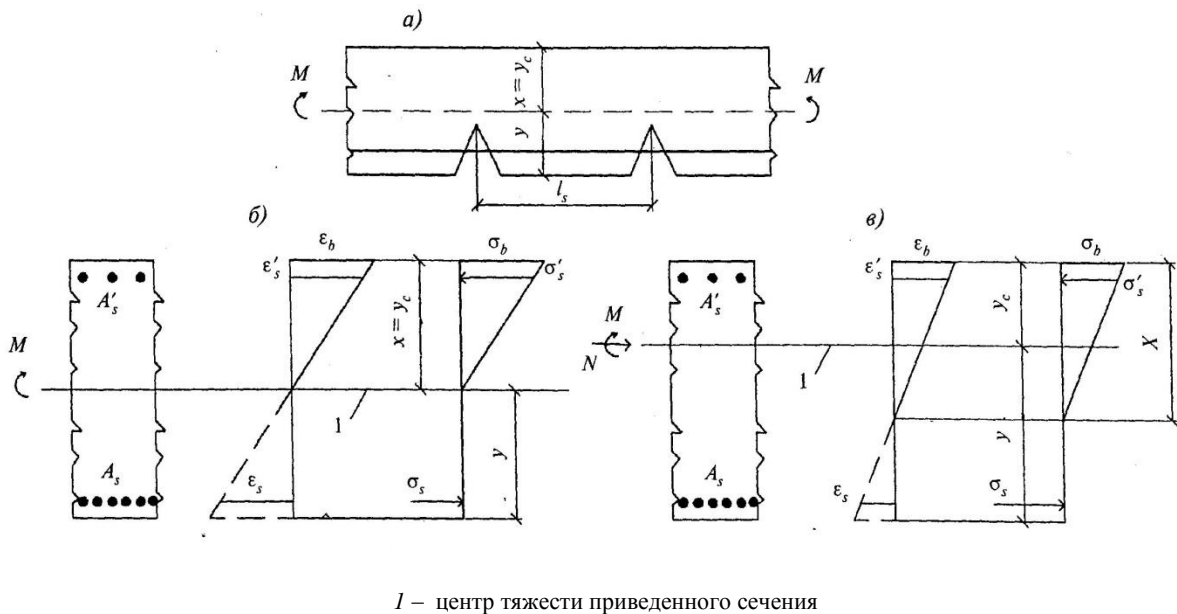 а)
M
x = y_c
M
y
l_s
б)
ε_b
σ_b
ε'_s
σ'_s
A'_s
x = y_c
M
1
y
A_s
ε_s
σ_s
в)
ε_b
σ_b
ε'_s
σ'_s
A'_s
y_c
X
M
N
1
y
A_s
ε_s
σ_s
1 – центр тяжести приведенного сечения